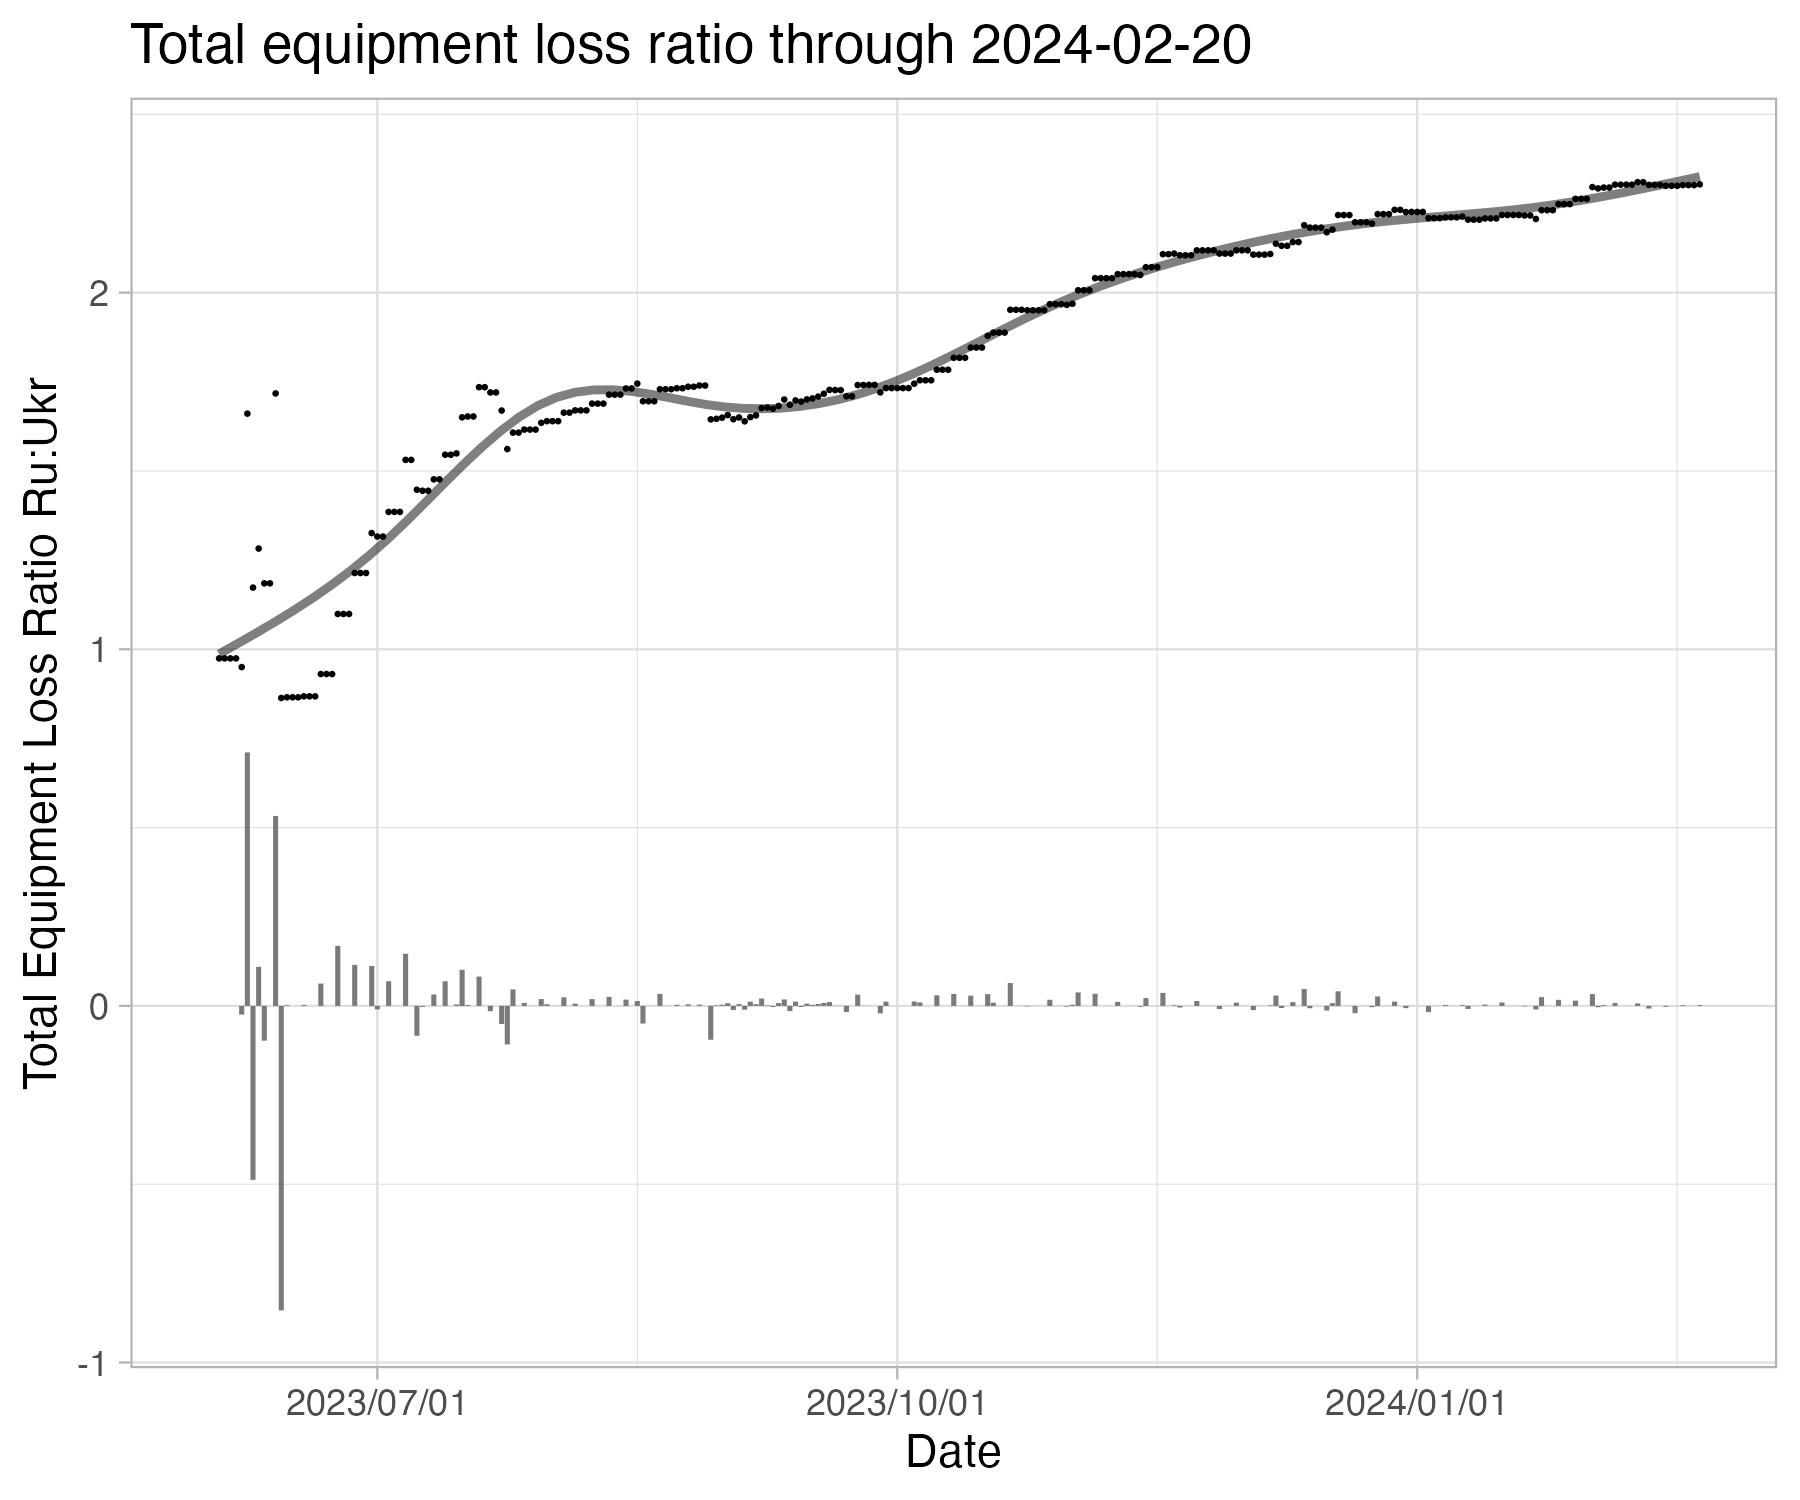 Total equipment loss ratio through 2024-02-20
Total Equipment Loss Ratio Ru:Ukr
2
1
0
-1
2023/07/01
2023/10/01
2024/01/01
Date